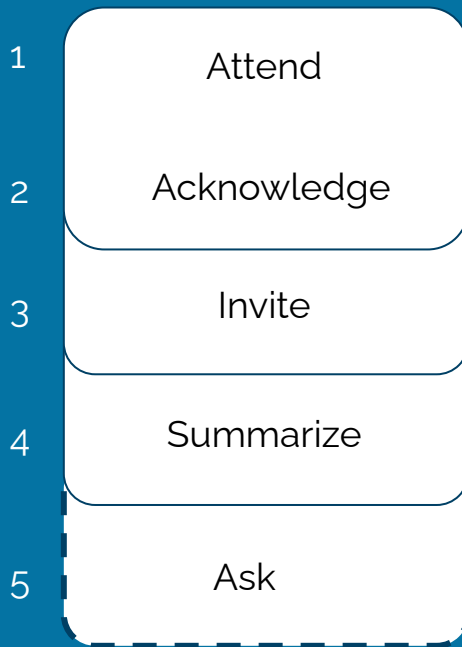 1 Attend
2 Acknowledge
3 Invite
4 Summarize
5 Ask